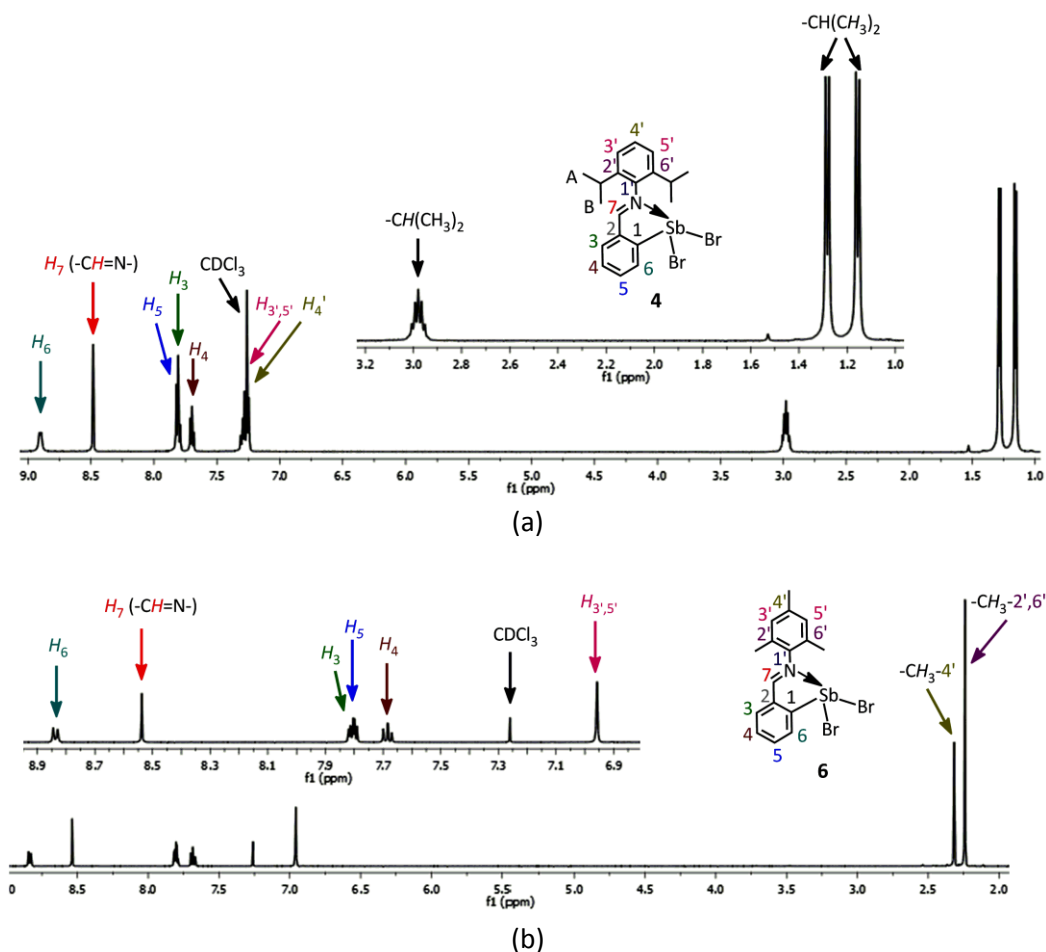 -CH(CH₃)₂
4'
3' 5'
2' 6'
A
1'
B 7 N
-CH(CH₃)₂
2 1 Sb Br
H₇ (-CH=N-) CDCl₃
3 Br
H₃
4 6
H₅ H₃',₅' H₄'
5 4
H₆ H₄
3.2 3.0 2.8 2.6 2.4 2.2 2.0 1.8 1.6 1.4 1.2 1.0
f1 (ppm)
9.0 8.5 8.0 7.5 7.0 6.5 6.0 5.5 5.0 4.5 4.0 3.5 3.0 2.5 2.0 1.5 1.0
f1 (ppm)
(a)
H₇ (-CH=N-) H₃',₅'
H₆ H₃ H₅ H₄ CDCl₃
4'
3' 5'
2' 6'
1'
7 N
2 1 Sb Br
3 Br
4 6
5
6
-CH₃-2',6'
-CH₃-4'
8.9 8.7 8.5 8.3 8.1 7.9 7.7 7.5 7.3 7.1 6.9
f1 (ppm)
0 8.5 8.0 7.5 7.0 6.5 6.0 5.5 5.0 4.5 4.0 3.5 3.0 2.5 2.0
f1 (ppm)
(b)